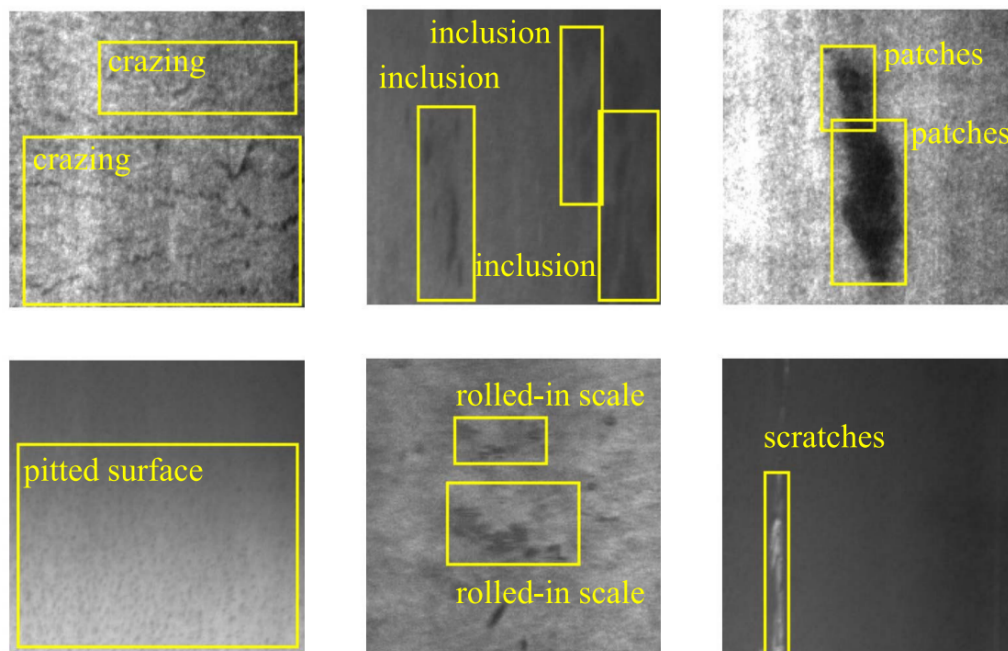 crazing
crazing
inclusion
inclusion
inclusion
patches
patches
pitted surface
rolled-in scale
rolled-in scale
scratches